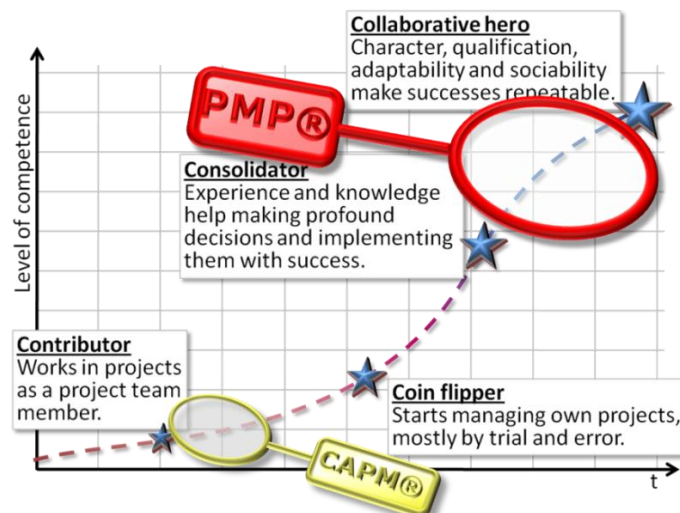 Collaborative hero
Character, qualification,
adaptability and sociability
make successes repeatable.
PMP®
Consolidator
Experience and knowledge
help making profound
decisions and implementing
them with success.
Level of competence
Contributor
Works in projects
as a project team
member.
Coin flipper
Starts managing own projects,
mostly by trial and error.
CAPM®
t